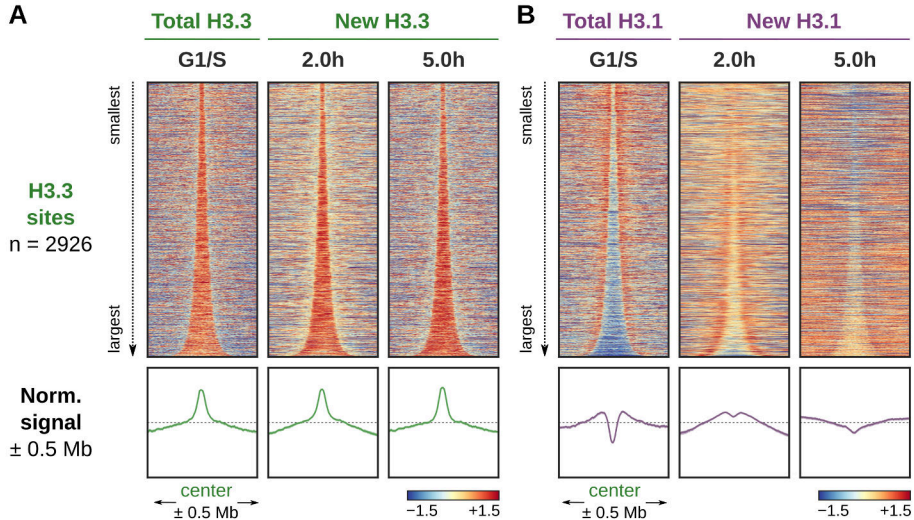 A
Total H3.3
New H3.3
G1/S
2.0h
5.0h
smallest
largest
H3.3
sites
n = 2926
Norm.
signal
± 0.5 Mb
center
± 0.5 Mb
−1.5
+1.5
B
Total H3.1
New H3.1
G1/S
2.0h
5.0h
smallest
largest
center
± 0.5 Mb
−1.5
+1.5